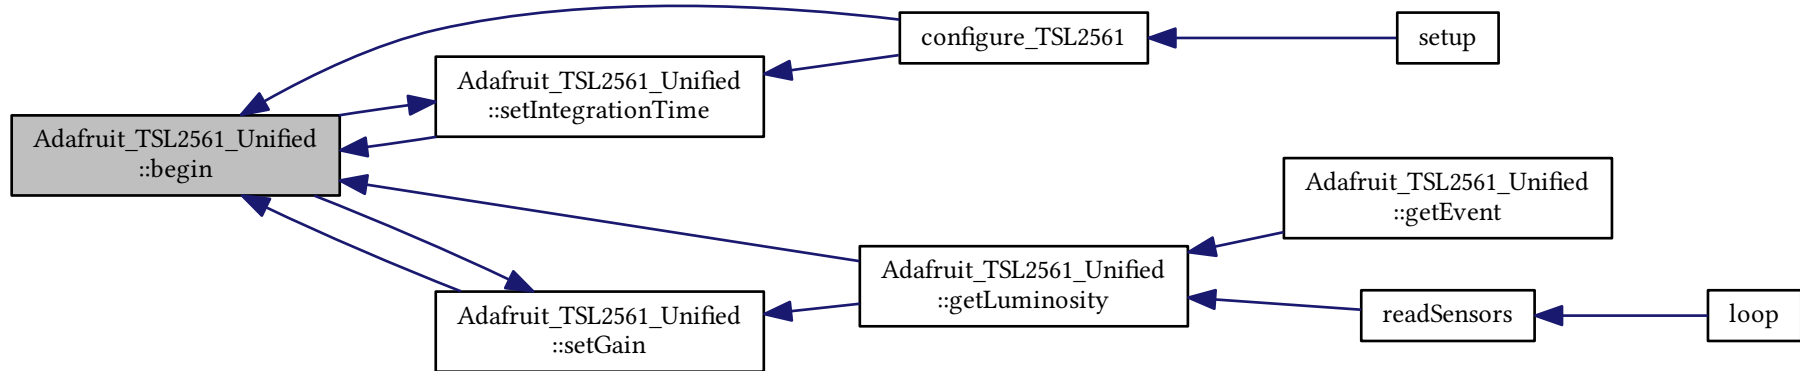 Adafruit_TSL2561_Unified
::begin
Adafruit_TSL2561_Unified
::setIntegrationTime
configure_TSL2561
setup
Adafruit_TSL2561_Unified
::getEvent
Adafruit_TSL2561_Unified
::getLuminosity
Adafruit_TSL2561_Unified
::setGain
readSensors
loop